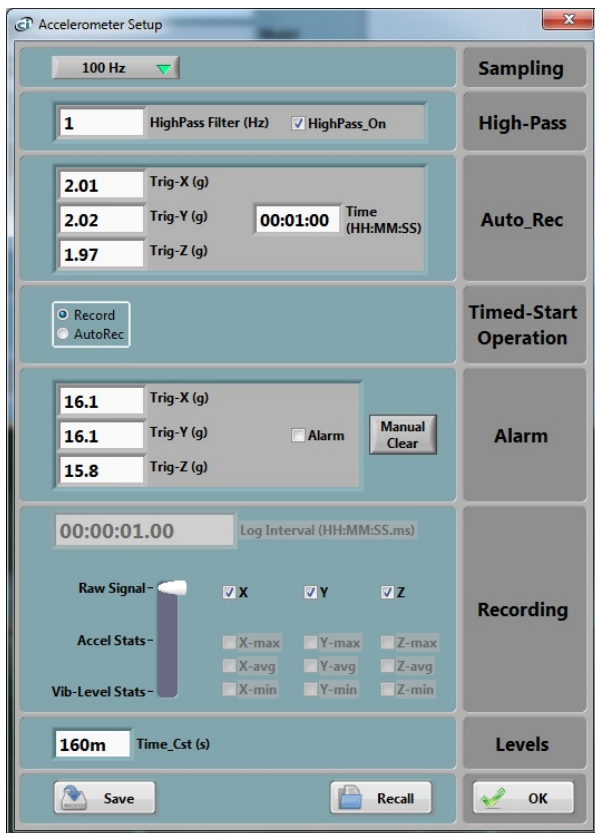 Accelerometer Setup
100 Hz
Sampling
1 HighPass Filter (Hz) HighPass_On
High-Pass
2.01 Trig-X (g)
2.02 Trig-Y (g)
1.97 Trig-Z (g)
00:01:00 Time
(HH:MM:SS)
Auto_Rec
Record
AutoRec
Timed-Start
Operation
16.1 Trig-X (g)
16.1 Trig-Y (g)
15.8 Trig-Z (g)
Alarm
Manual
Clear
Alarm
00:00:01.00 Log Interval (HH:MM:SS.ms)
Raw Signal X Y Z
Accel Stats X-max Y-max Z-max
X-avg Y-avg Z-avg
Vib-Level Stats X-min Y-min Z-min
Recording
160m Time_Cst (s)
Levels
Save Recall OK